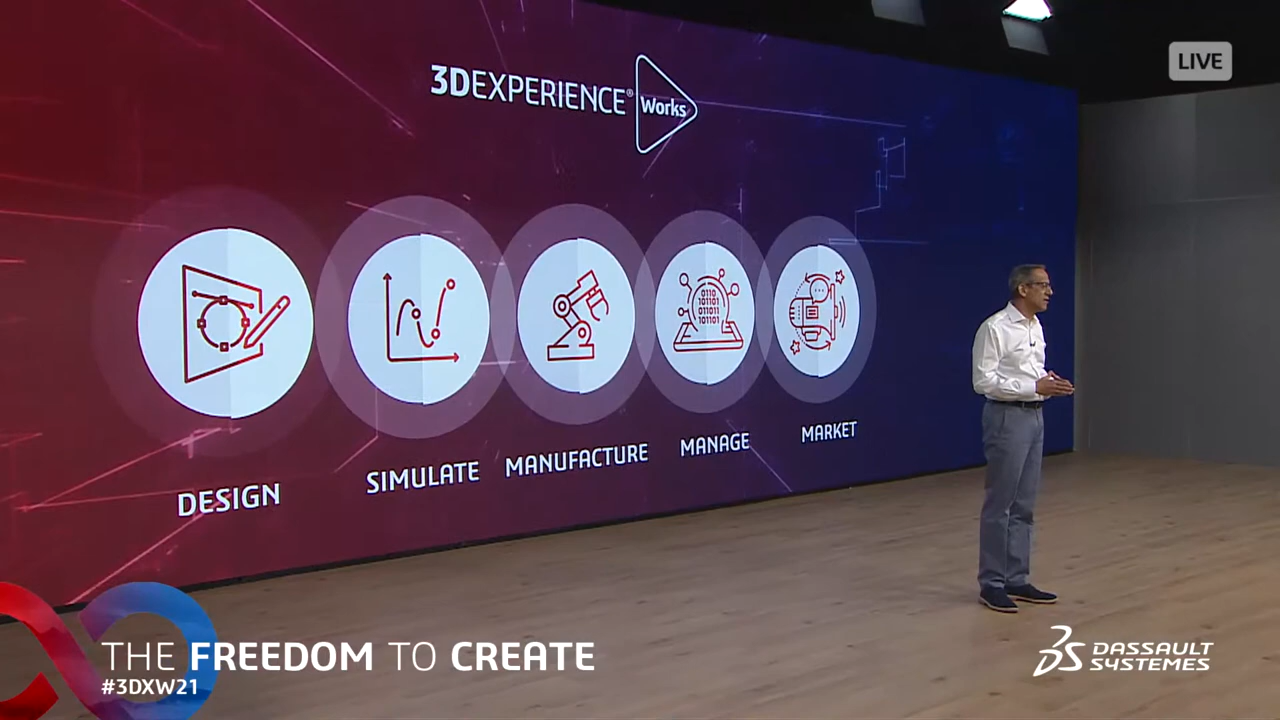 LIVE
3DEXPERIENCE®
Works
0110
101101
011011
101101
DESIGN
SIMULATE
MANUFACTURE
MANAGE
MARKET
THE FREEDOM TO CREATE
#3DXW21
3DS DASSAULT
SYSTEMES